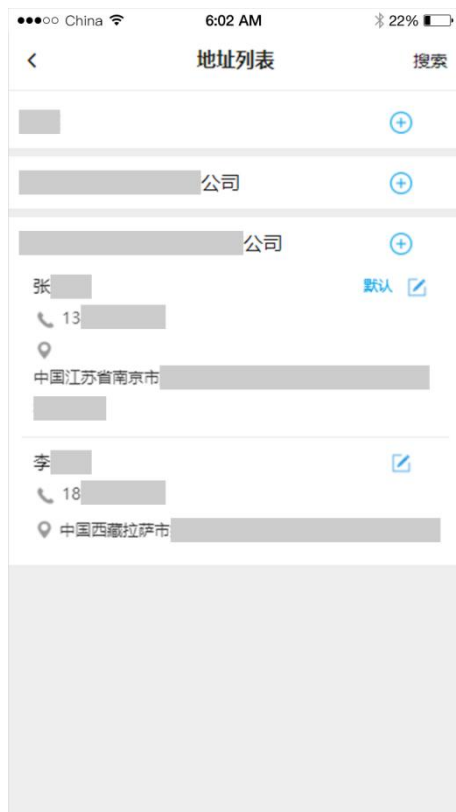 China 6:02 AM 22%
地址列表 搜索
公司
公司
张 默认
13
中国江苏省南京市
李
18
中国西藏拉萨市